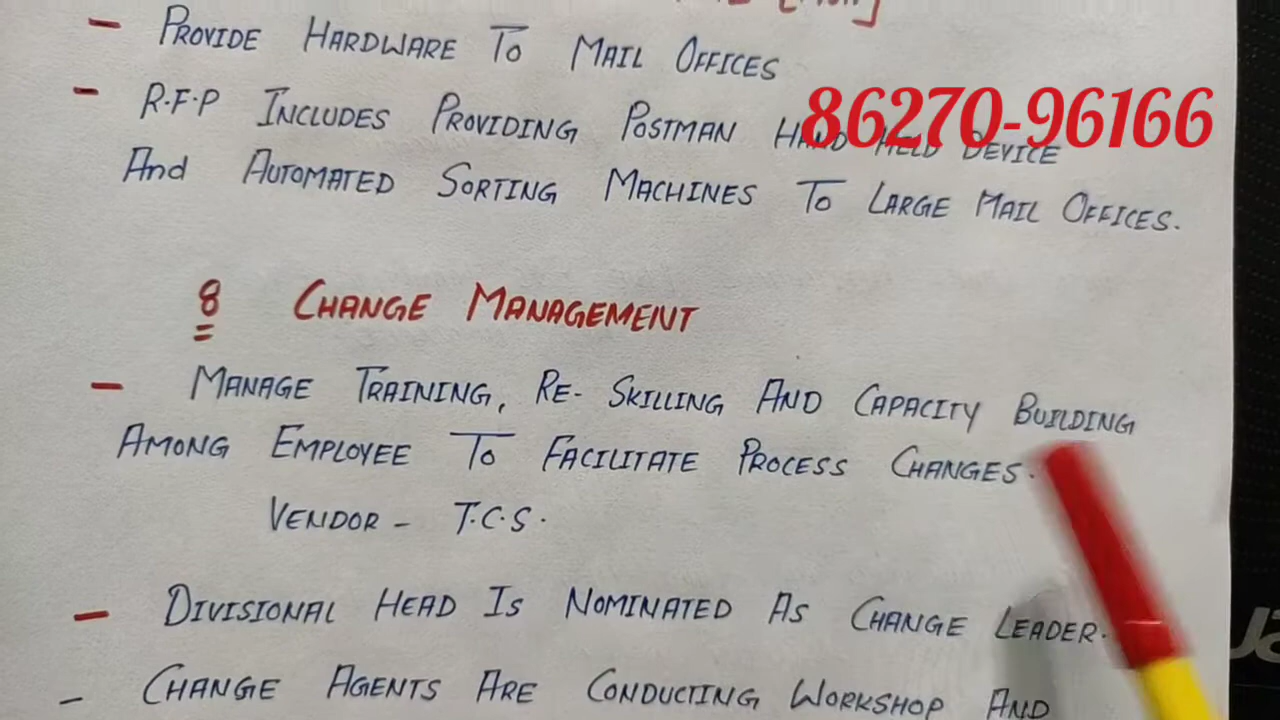 - PROVIDE HARDWARE TO MAIL OFFICES
86270-96166
- R.F.P INCLUDES PROVIDING POSTMAN HAND HELD DEVICE
And AUTOMATED SORTING MACHINES TO LARGE MAIL OFFICES.
8 CHANGE MANAGEMENT
- MANAGE TRAINING, RE-SKILLING AND CAPACITY BUILDING
AMONG EMPLOYEE TO FACILITATE PROCESS CHANGES.
VENDOR - T.C.S.
- DIVISIONAL HEAD IS NOMINATED AS CHANGE LEADER.
- CHANGE AGENTS ARE CONDUCTING WORKSHOP AND